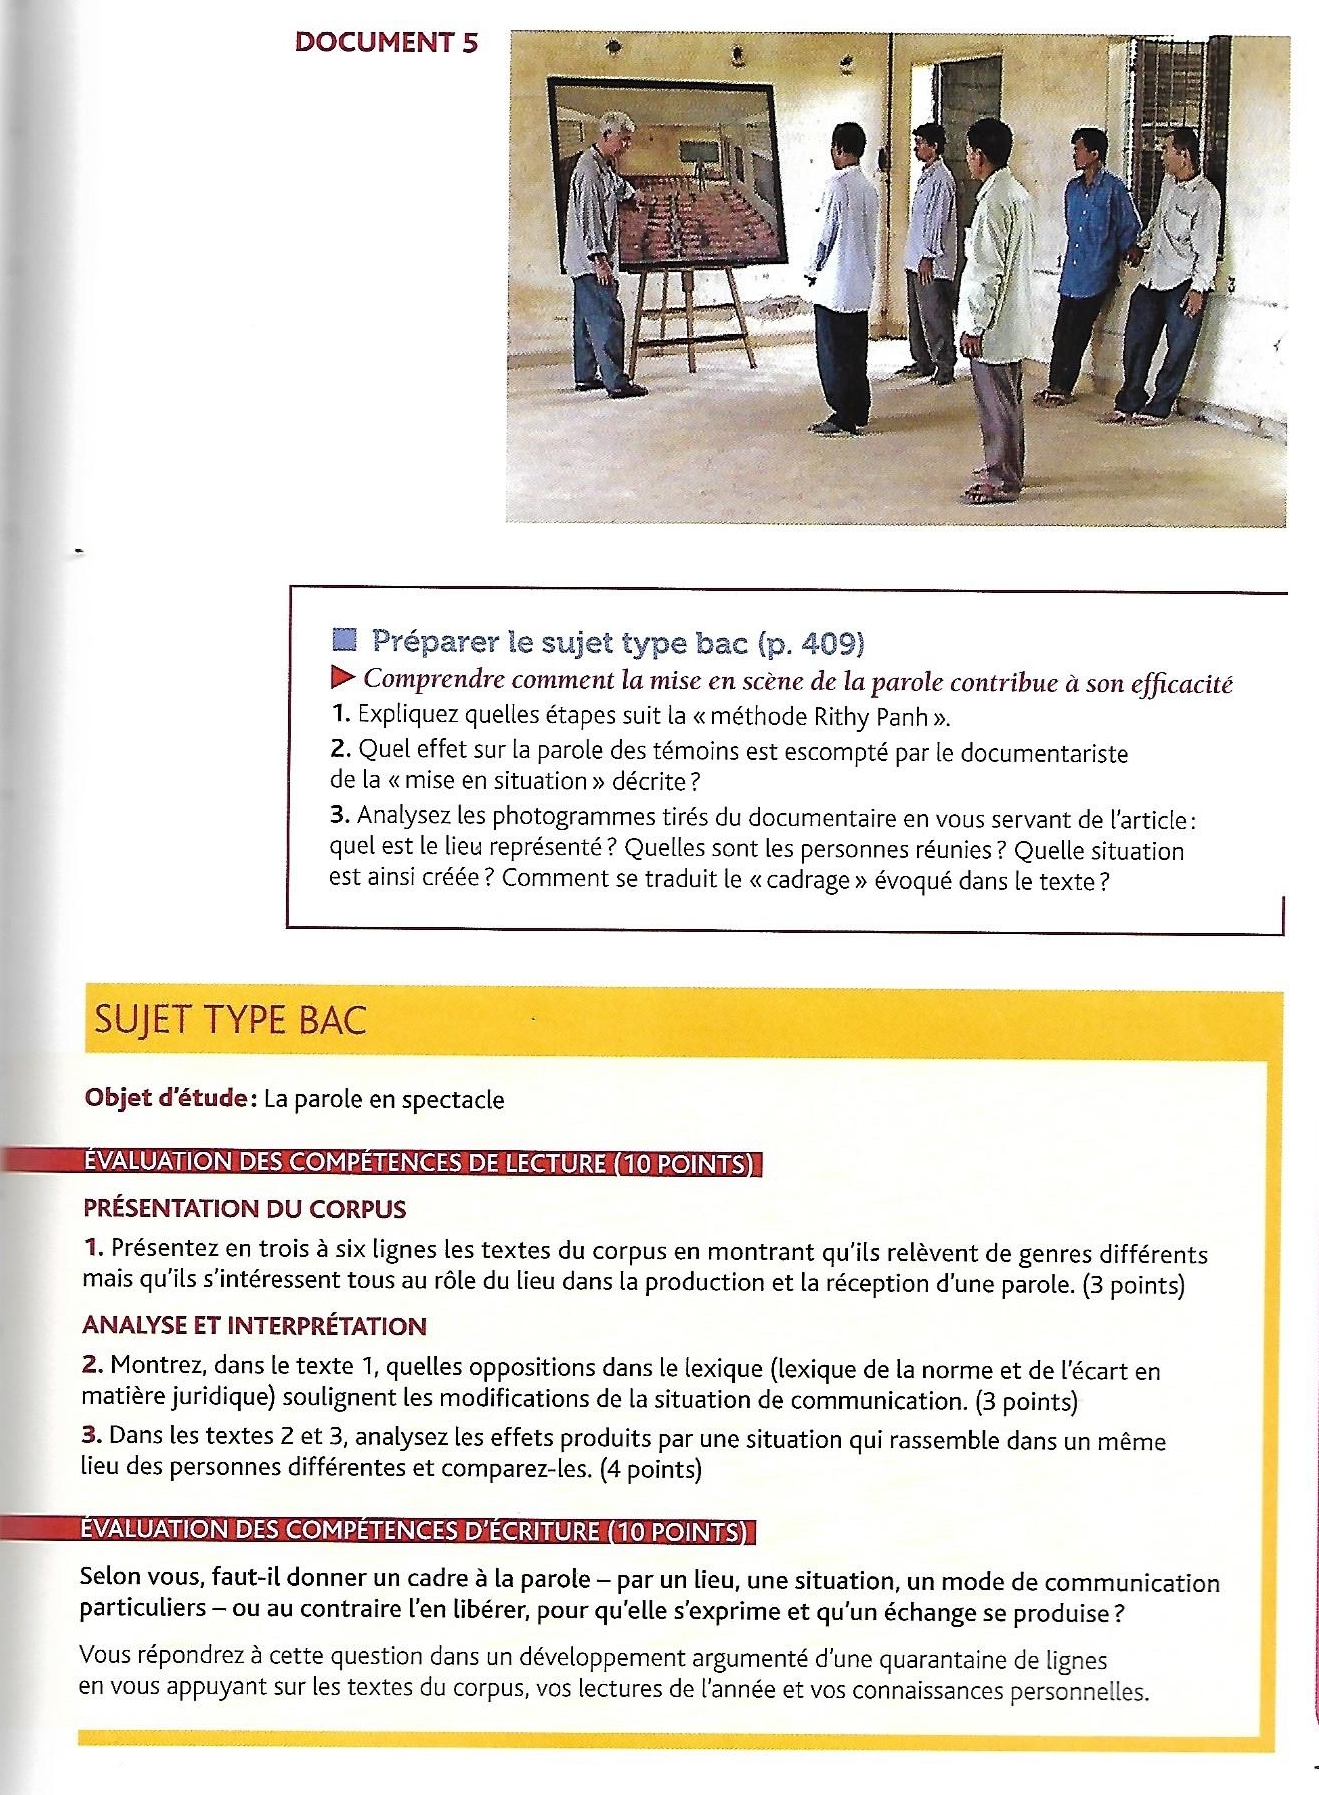 DOCUMENT 5
Préparer le sujet type bac (p. 409)
Comprendre comment la mise en scène de la parole contribue à son efficacité
1. Expliquez quelles étapes suit la « méthode Rithy Panh ».
2. Quel effet sur la parole des témoins est escompté par le documentariste
de la « mise en situation » décrite ?
3. Analysez les photogrammes tirés du documentaire en vous servant de l'article :
quel est le lieu représenté ? Quelles sont les personnes réunies ? Quelle situation
est ainsi créée ? Comment se traduit le « cadrage » évoqué dans le texte ?
SUJET TYPE BAC
Objet d'étude : La parole en spectacle
ÉVALUATION DES COMPÉTENCES DE LECTURE (10 POINTS)
PRÉSENTATION DU CORPUS
1. Présentez en trois à six lignes les textes du corpus en montrant qu'ils relèvent de genres différents
mais qu'ils s'intéressent tous au rôle du lieu dans la production et la réception d'une parole. (3 points)
ANALYSE ET INTERPRÉTATION
2. Montrez, dans le texte 1, quelles oppositions dans le lexique (lexique de la norme et de l'écart en
matière juridique) soulignent les modifications de la situation de communication. (3 points)
3. Dans les textes 2 et 3, analysez les effets produits par une situation qui rassemble dans un même
lieu des personnes différentes et comparez-les. (4 points)
ÉVALUATION DES COMPÉTENCES D'ÉCRITURE (10 POINTS)
Selon vous, faut-il donner un cadre à la parole – par un lieu, une situation, un mode de communication
particuliers – ou au contraire l'en libérer, pour qu'elle s'exprime et qu'un échange se produise ?
Vous répondrez à cette question dans un développement argumenté d'une quarantaine de lignes
en vous appuyant sur les textes du corpus, vos lectures de l'année et vos connaissances personnelles.